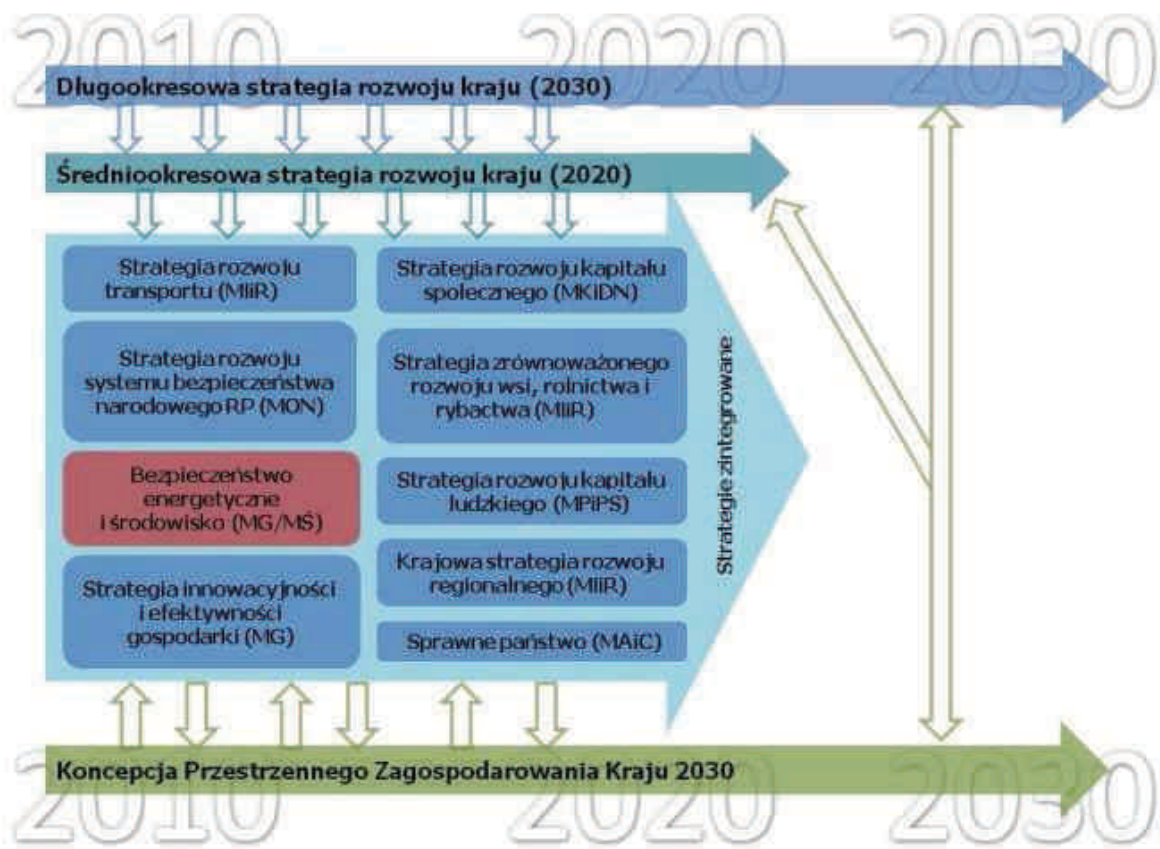 2010 2020 2030
Długookresowa strategia rozwoju kraju (2030)
Średniookresowa strategia rozwoju kraju (2020)
Strategia rozwoju
transportu (MIiR)
Strategia rozwoju
systemu bezpieczeństwa
narodowego RP (MON)
Bezpieczeństwo
energetyczne
i środowisko (MG/MŚ)
Strategia innowacyjności
i efektywności
gospodarki (MG)
Strategia rozwoju kapitału
społecznego (MKiDN)
Strategia zrównoważonego
rozwoju wsi, rolnictwa i
rybactwa (MIiR)
Strategia rozwoju kapitału
ludzkiego (MPiPS)
Krajowa strategia rozwoju
regionalnego (MIiR)
Sprawne państwo (MAiC)
Strategie zintegrowane
Koncepcja Przestrzennego Zagospodarowania Kraju 2030
2010 2020 2030